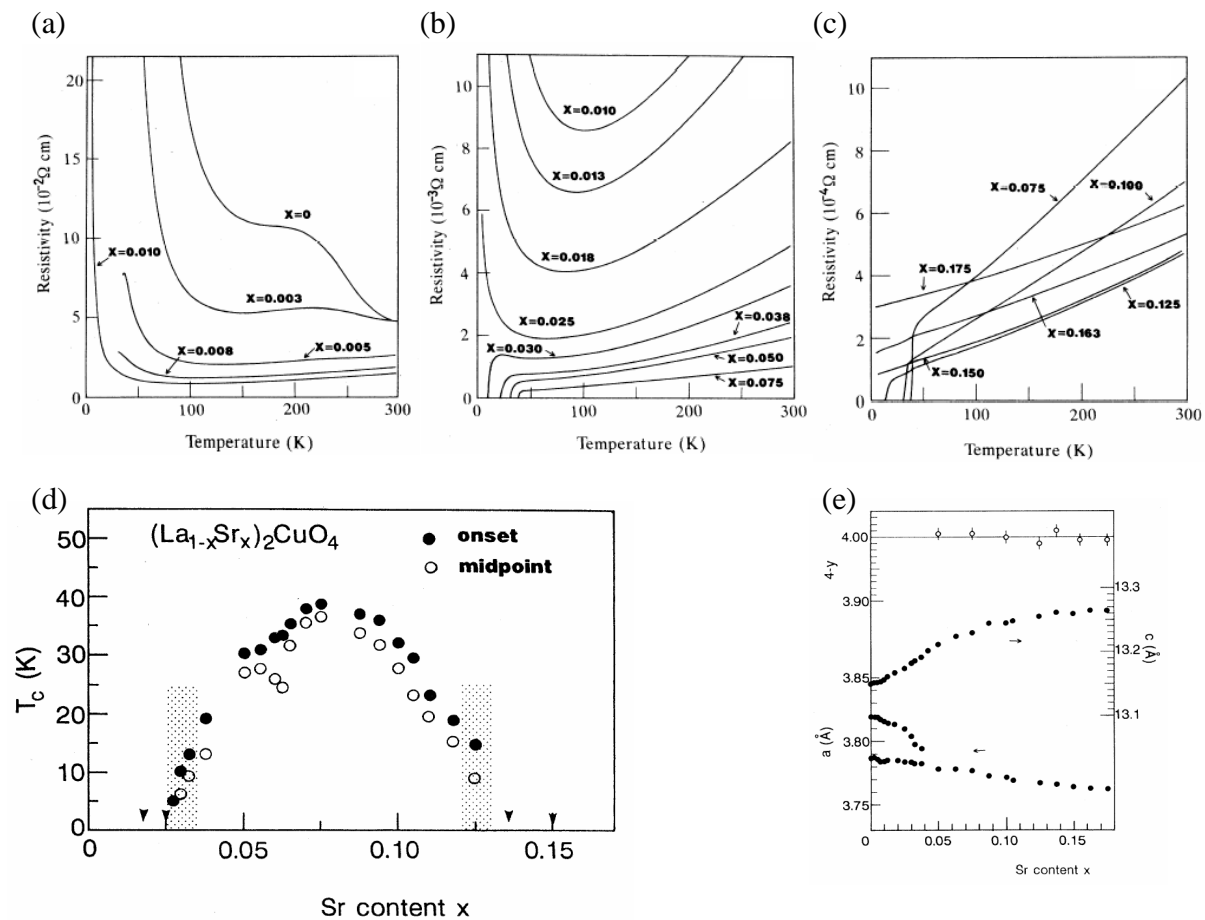 (a)
20
15
10
5
0
Resistivity (10⁻²Ω cm)
X=0
X=0.010
X=0.003
X=0.008
X=0.005
0
100
200
300
Temperature (K)
(b)
10
8
6
4
2
0
Resistivity (10⁻³Ω cm)
X=0.010
X=0.013
X=0.018
X=0.025
X=0.038
X=0.030
X=0.050
X=0.075
0
100
200
300
Temperature (K)
(c)
10
8
6
4
2
0
Resistivity (10⁻⁴Ω cm)
X=0.075
X=0.100
X=0.175
X=0.125
X=0.163
X=0.150
0
100
200
300
Temperature (K)
(d)
(La₁₋ₓSrₓ)₂CuO₄
onset
midpoint
50
40
30
20
10
0
T_C (K)
0
0.05
0.10
0.15
Sr content x
(e)
4.00
4-y
3.90
13.3
13.2
13.1
c (Å)
3.85
3.80
3.75
a (Å)
0
0.05
0.10
0.15
Sr content x